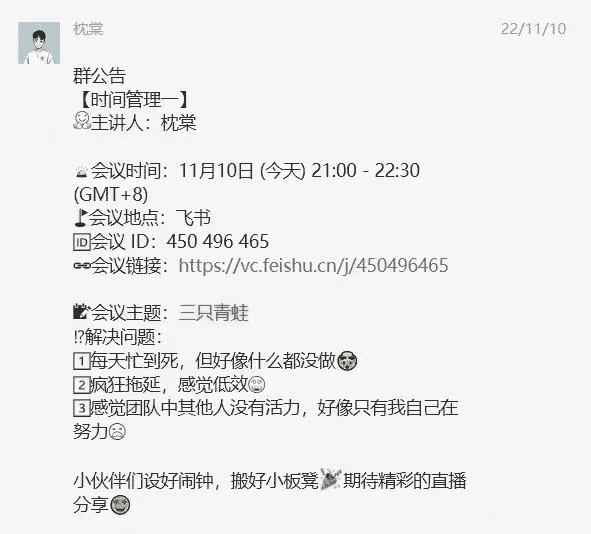 枕棠
22/11/10
群公告
【时间管理一】
主讲人：枕棠
会议时间：11月10日 (今天) 21:00 - 22:30
(GMT+8)
会议地点：飞书
🆔会议 ID：450 496 465
会议链接：https://vc.feishu.cn/j/450496465
会议主题：三只青蛙
⁉解决问题：
1️⃣每天忙到死，但好像什么都没做
2️⃣疯狂拖延，感觉低效🙄
3️⃣感觉团队中其他人没有活力，好像只有我自己在
努力☹
小伙伴们设好闹钟，搬好小板凳🎉期待精彩的直播
分享🤩